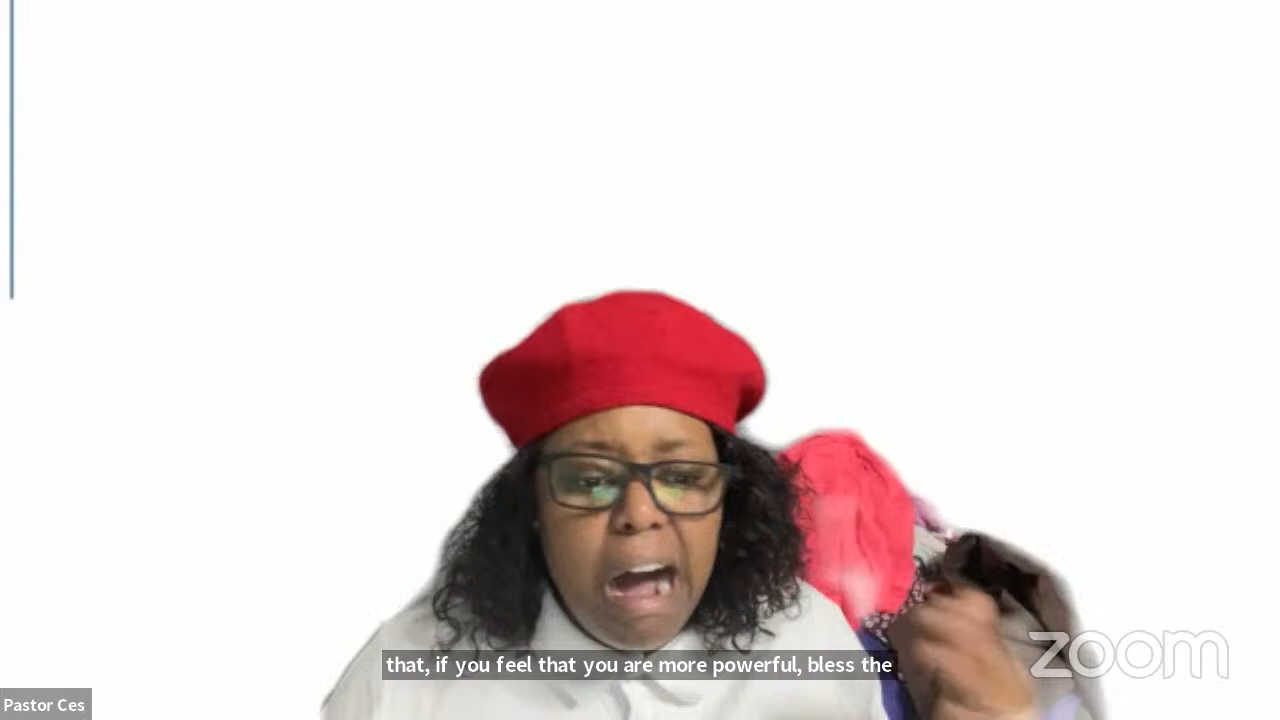 that, if you feel that you are more powerful, bless the
zoom
Pastor Ces